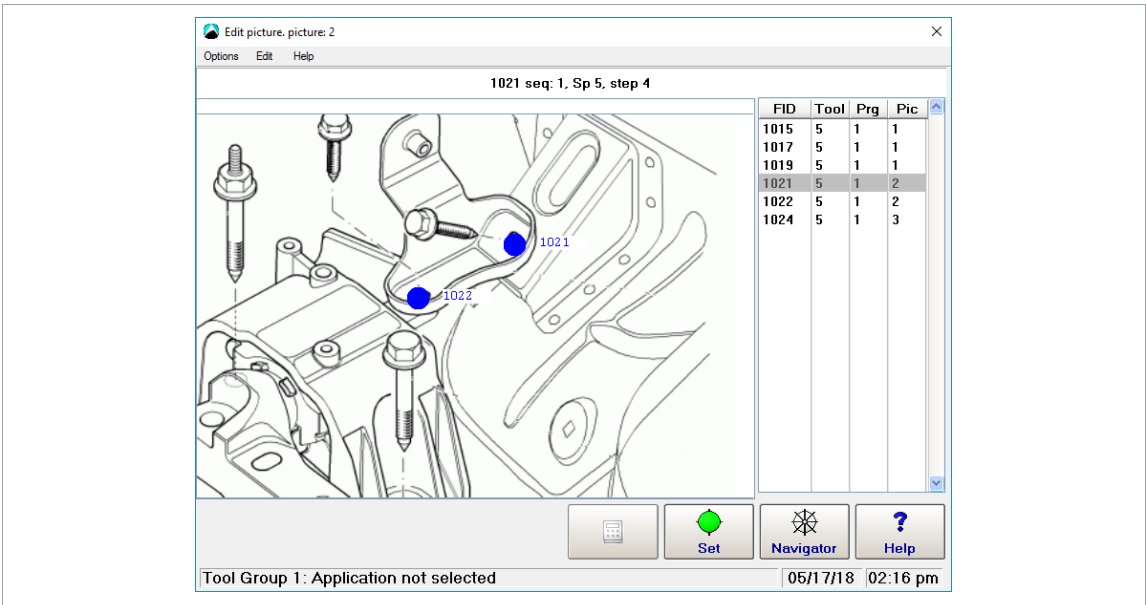 Edit picture. picture: 2
Options Edit Help
1021 seq: 1, Sp 5, step 4
FID Tool Prg Pic
1015 5 1 1
1017 5 1 1
1019 5 1 1
1021 5 1 2
1022 5 1 2
1024 5 1 3
1021
1022
Set Navigator ? Help
Tool Group 1: Application not selected 05/17/18 02:16 pm